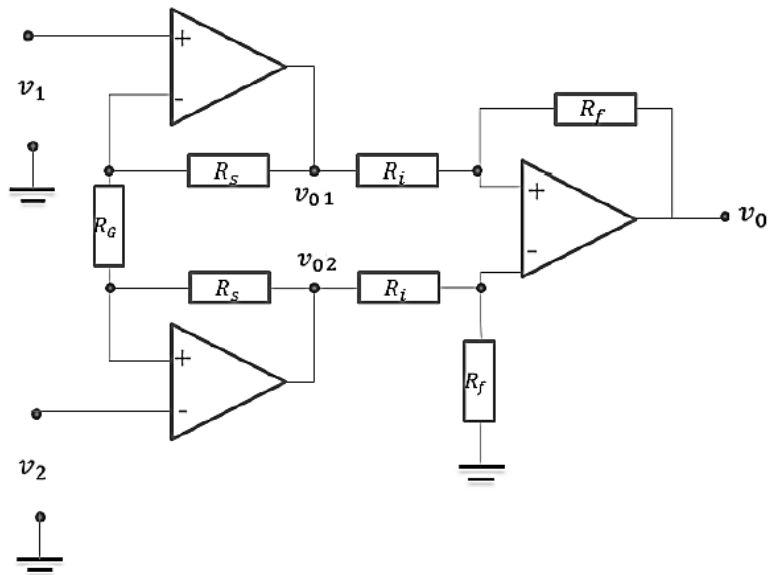 +
v1
-
Rf
Rs
Ri
v01
+
RG
v0
v02
-
Rs
Ri
+
Rf
-
v2